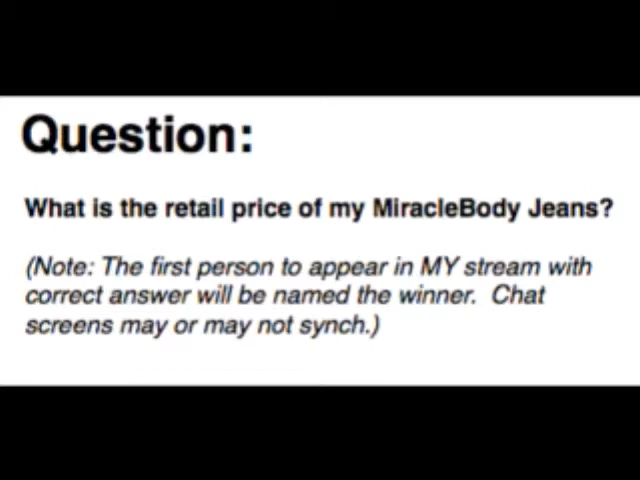 Question:
What is the retail price of my MiracleBody Jeans?
(Note: The first person to appear in MY stream with
correct answer will be named the winner.  Chat
screens may or may not synch.)